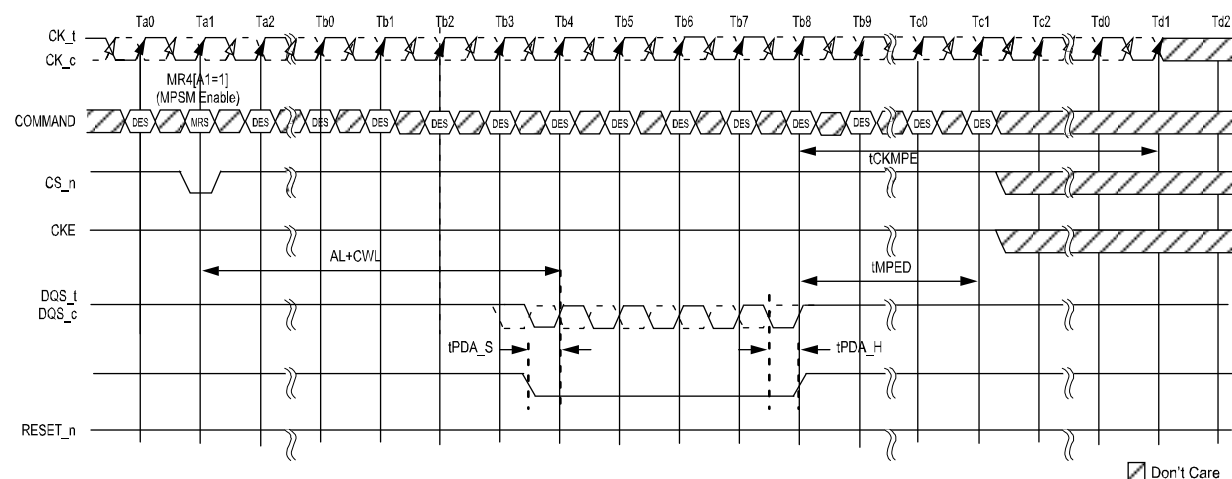 Ta0 Ta1 Ta2 Tb0 Tb1 Tb2 Tb3 Tb4 Tb5 Tb6 Tb7 Tb8 Tb9 Tc0 Tc1 Tc2 Td0 Td1 Td2
CK_t
CK_c
MR4[A1=1]
(MPSM Enable)
COMMAND DES MRS DES DES DES DES DES DES DES DES DES DES DES DES DES
tCKMPE
CS_n
CKE
AL+CWL
tMPED
DQS_t
DQS_c
tPDA_S
tPDA_H
RESET_n
Don't Care